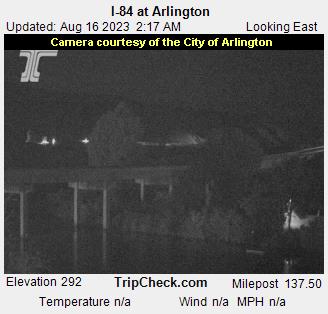 I-84 at Arlington
Updated: Aug 16 2023 2:17 AM Looking East
Camera courtesy of the City of Arlington
Elevation 292 TripCheck.com Milepost 137.50
Temperature n/a Wind n/a MPH n/a